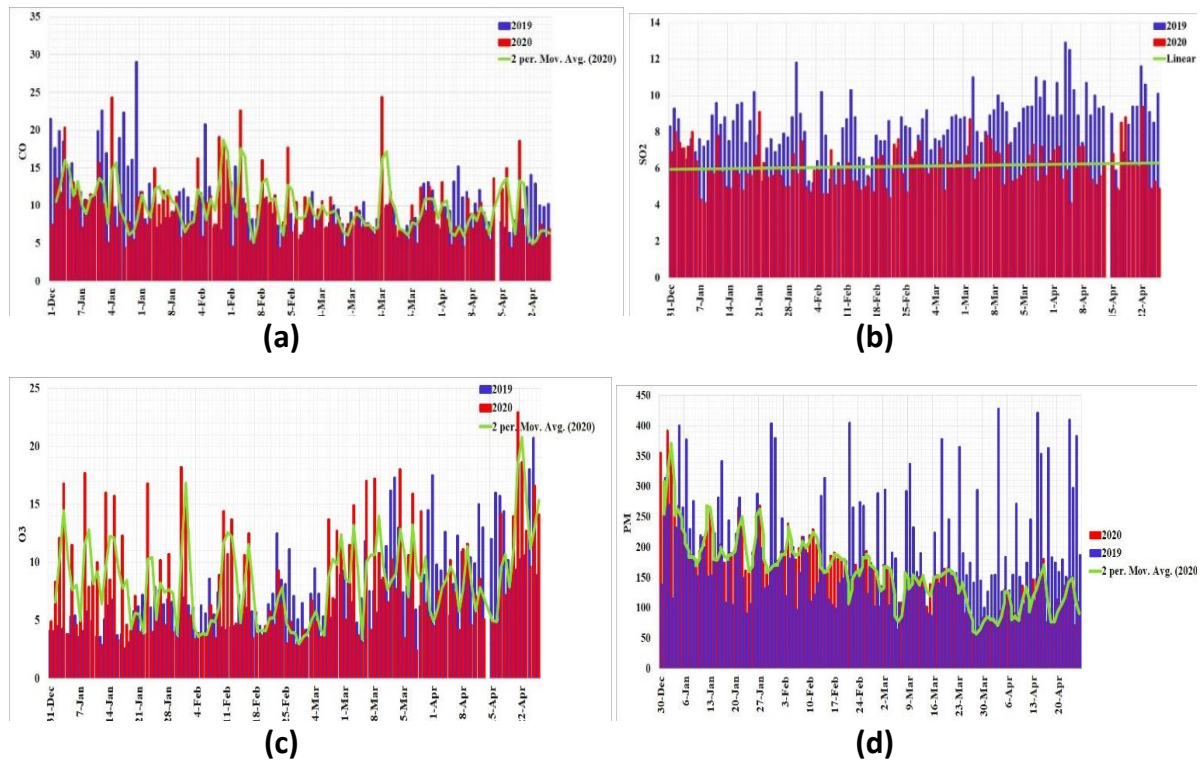 35
30
25
20
15
10
5
0
CO
2019
2020
2 per. Mov. Avg. (2020)
1-Dec
7-Jan
4-Jan
1-Jan
8-Jan
4-Feb
1-Feb
8-Feb
5-Feb
4-Mar
1-Apr
8-Apr
5-Apr
2-Apr
(a)
14
12
10
8
6
4
2
0
SO2
2019
2020
Linear
31-Dec
7-Jan
14-Jan
21-Jan
28-Jan
4-Feb
11-Feb
18-Feb
25-Feb
4-Mar
1-Mar
8-Mar
5-Mar
1-Apr
8-Apr
15-Apr
22-Apr
(b)
25
20
15
10
5
0
O3
2019
2020
2 per. Mov. Avg. (2020)
31-Dec
7-Jan
14-Jan
21-Jan
28-Jan
4-Feb
11-Feb
18-Feb
25-Feb
4-Mar
1-Mar
8-Mar
5-Mar
1-Apr
8-Apr
5-Apr
22-Apr
(c)
450
400
350
300
250
200
150
100
50
0
PM
2020
2019
2 per. Mov. Avg. (2020)
30-Dec
6-Jan
13-Jan
20-Jan
27-Jan
3-Feb
10-Feb
17-Feb
24-Feb
2-Mar
9-Mar
16-Mar
23-Mar
30-Mar
6-Apr
13-Apr
20-Apr
(d)